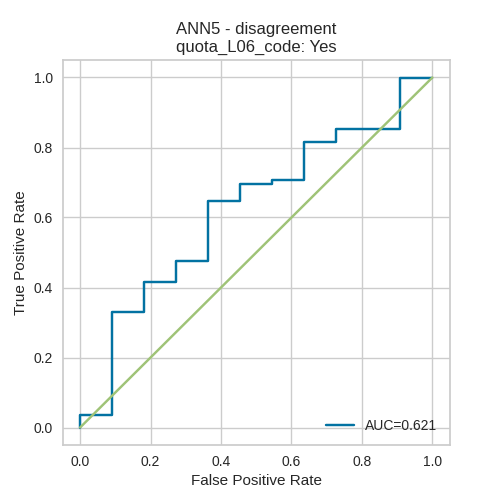 ANN5 - disagreement
quota_L06_code: Yes
1.0
0.8
0.6
0.4
0.2
0.0
True Positive Rate
AUC=0.621
0.0 0.2 0.4 0.6 0.8 1.0
False Positive Rate